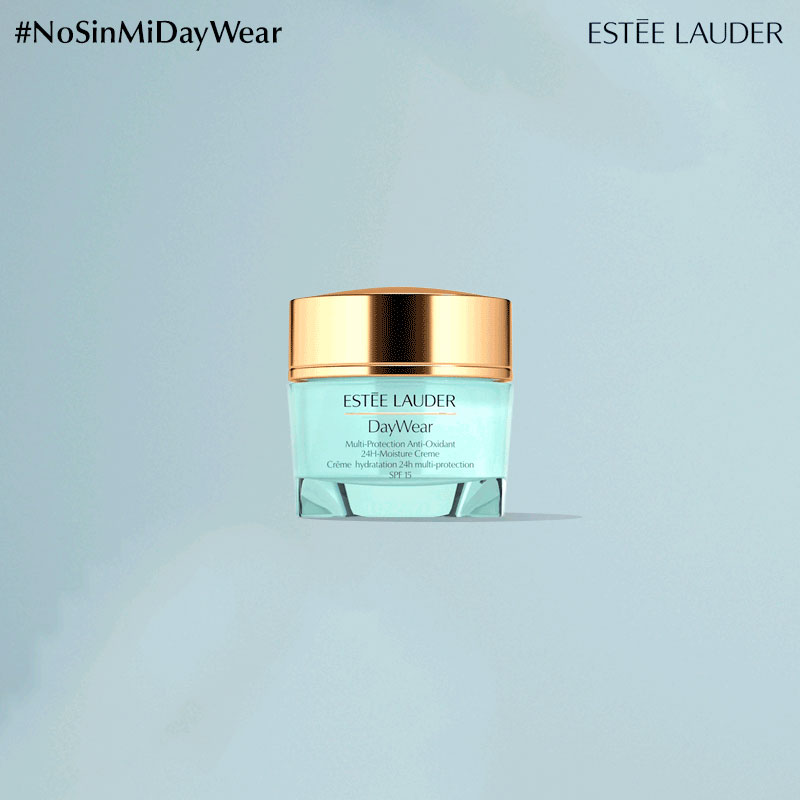 #NoSinMiDayWear
ESTĒE LAUDER
ESTĒE LAUDER
DayWear
Multi-Protection Anti-Oxidant
24H-Moisture Creme
Crème hydratation 24h multi-protection
SPF 15